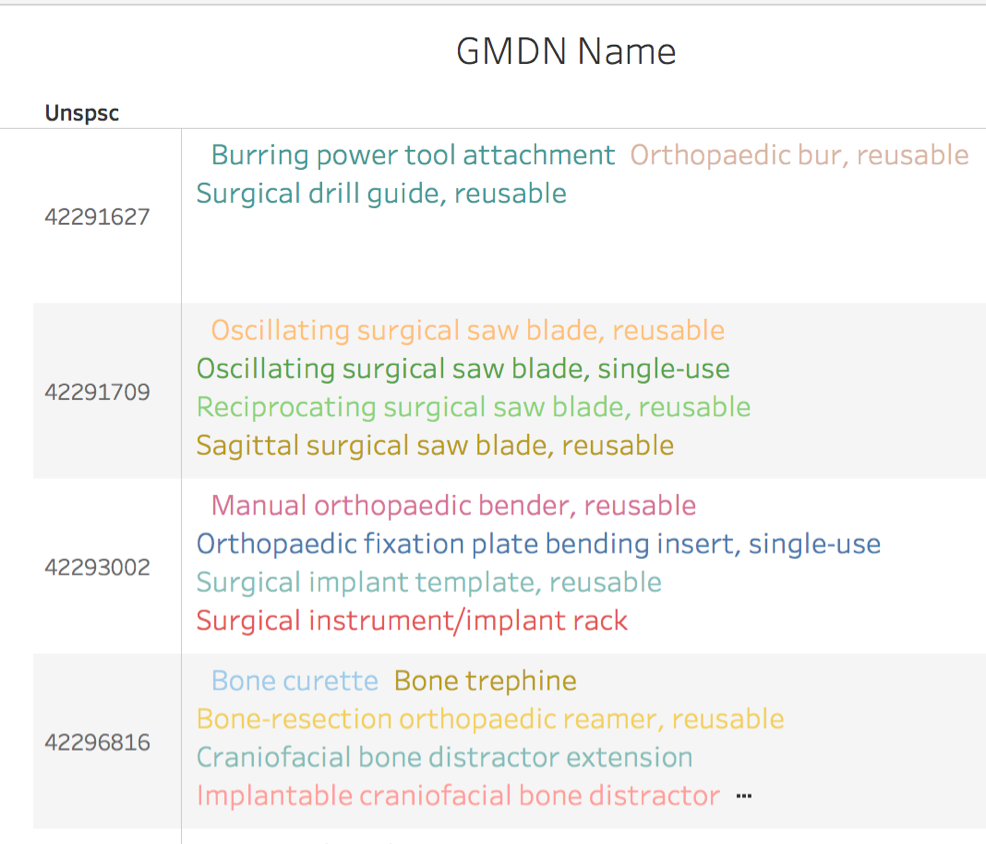 GMDN Name
Unspsc
42291627
Burring power tool attachment Orthopaedic bur, reusable
Surgical drill guide, reusable
42291709
Oscillating surgical saw blade, reusable
Oscillating surgical saw blade, single-use
Reciprocating surgical saw blade, reusable
Sagittal surgical saw blade, reusable
42293002
Manual orthopaedic bender, reusable
Orthopaedic fixation plate bending insert, single-use
Surgical implant template, reusable
Surgical instrument/implant rack
42296816
Bone curette Bone trephine
Bone-resection orthopaedic reamer, reusable
Craniofacial bone distractor extension
Implantable craniofacial bone distractor ...